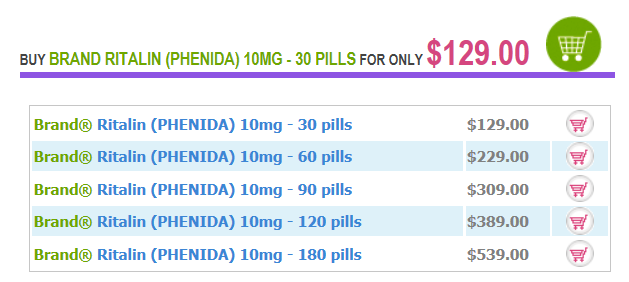 BUY BRAND RITALIN (PHENIDA) 10MG - 30 PILLS FOR ONLY $129.00
Brand® Ritalin (PHENIDA) 10mg - 30 pills $129.00
Brand® Ritalin (PHENIDA) 10mg - 60 pills $229.00
Brand® Ritalin (PHENIDA) 10mg - 90 pills $309.00
Brand® Ritalin (PHENIDA) 10mg - 120 pills $389.00
Brand® Ritalin (PHENIDA) 10mg - 180 pills $539.00